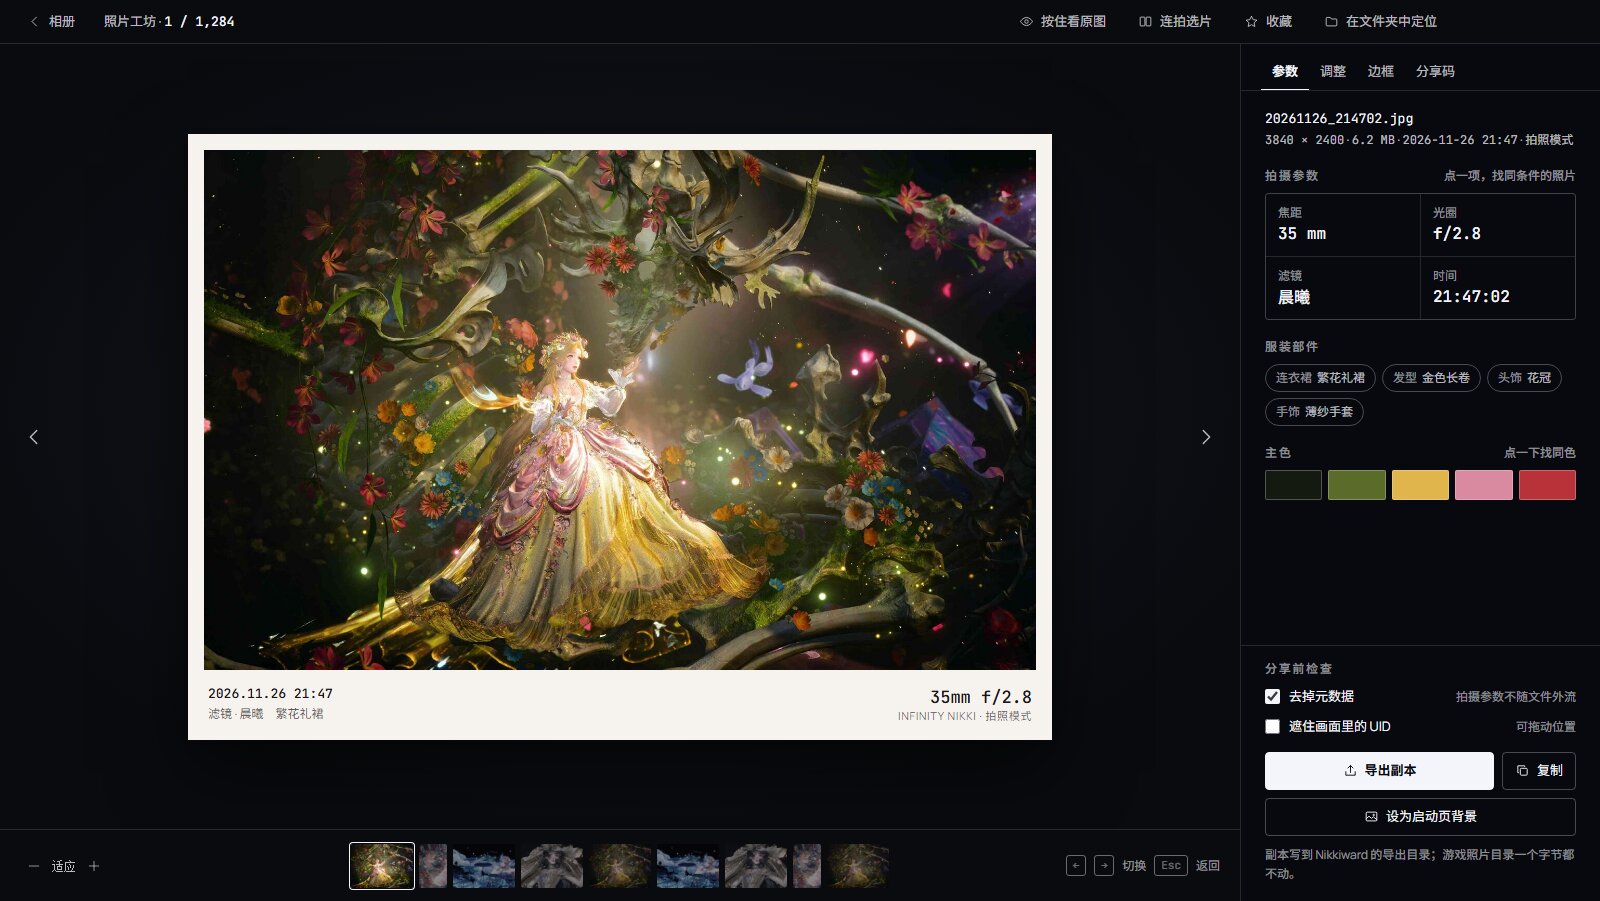 相册
照片工坊·1 / 1,284
按住看原图
连拍选片
收藏
在文件夹中定位
参数
调整
边框
分享码
20261126_214702.jpg
3840 × 2400·6.2 MB·2026-11-26 21:47·拍照模式
拍摄参数
点一项，找同条件的照片
焦距
35 mm
光圈
f/2.8
滤镜
晨曦
时间
21:47:02
服装部件
连衣裙 繁花礼裙
发型 金色长卷
头饰 花冠
手饰 薄纱手套
主色
点一下找同色
2026.11.26 21:47
滤镜·晨曦 繁花礼裙
35mm f/2.8
INFINITY NIKKI · 拍照模式
分享前检查
去掉元数据
拍摄参数不随文件外流
遮住画面里的 UID
可拖动位置
导出副本
复制
设为启动页背景
副本写到 Nikkiward 的导出目录；游戏照片目录一个字节都
不动。
适应
切换
Esc
返回